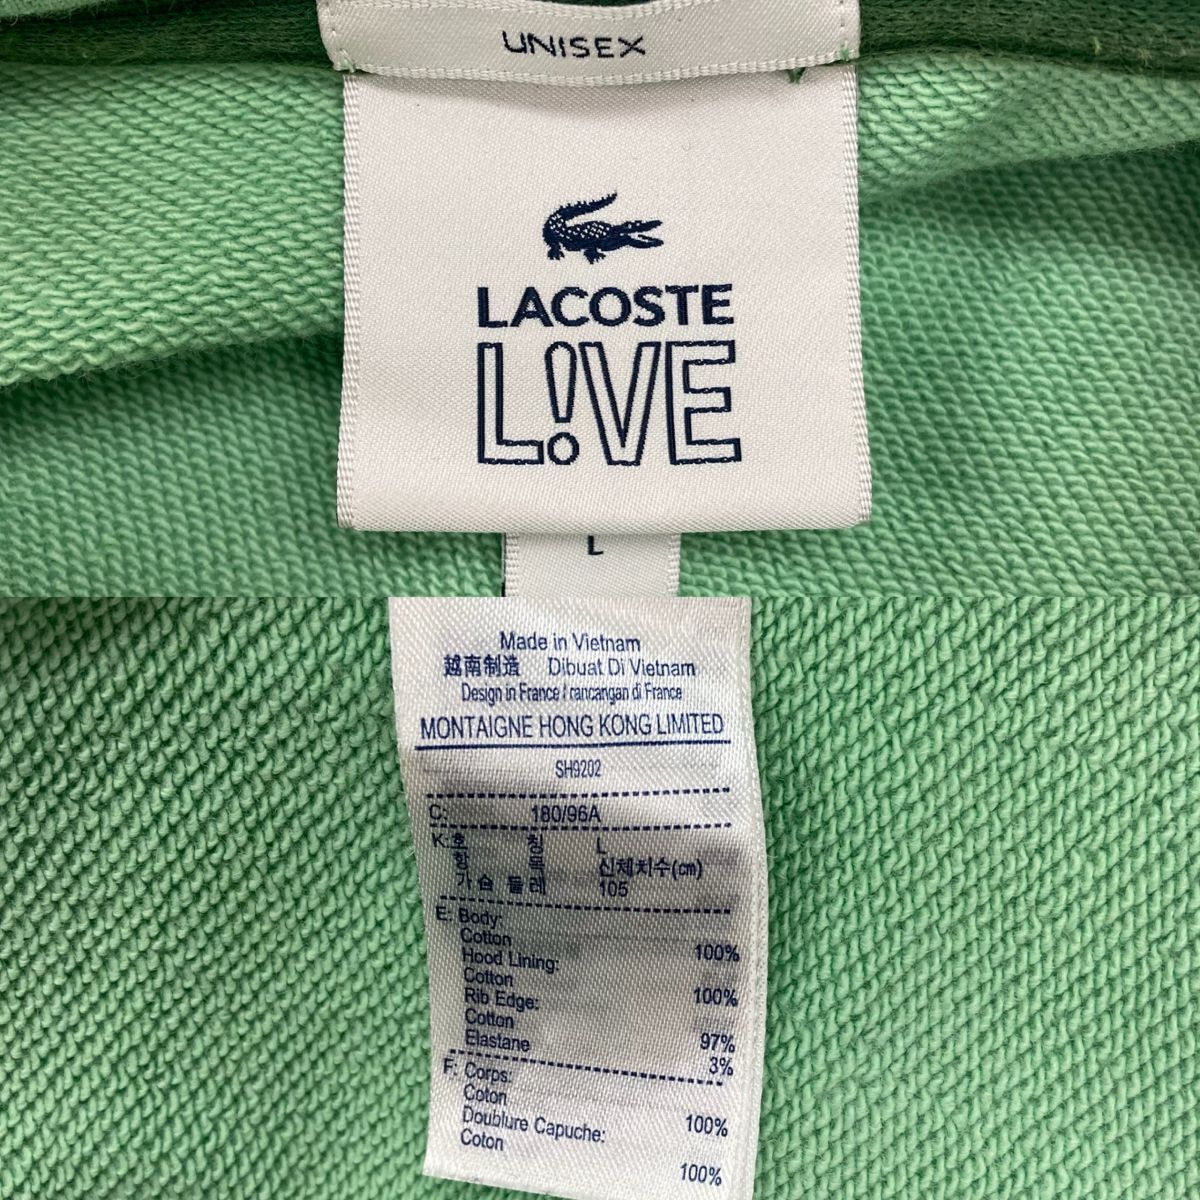 UNISEX
LACOSTE
L!VE
L
Made in Vietnam
越南制造 Dibuat Di Vietnam
Design in France / rancangan di France
MONTAIGNE HONG KONG LIMITED
SH9202
C: 180/96A
K: 호 칭 L
항 목 신체치수(cm)
가 슴 둘 레 105
E: Body:
Cotton 100%
Hood Lining:
Cotton 100%
Rib Edge:
Cotton 97%
Elastane 3%
F: Corps:
Coton 100%
Doublure Capuche:
Coton 100%